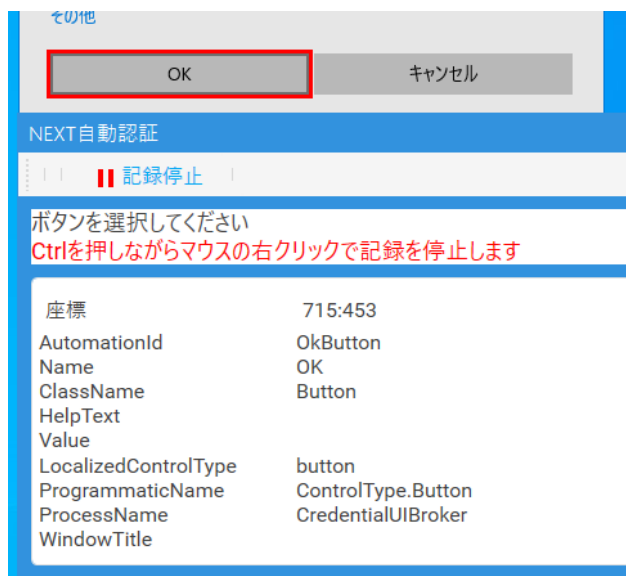 その他
OK キャンセル
NEXT自動認証
記録停止
ボタンを選択してください
Ctrlを押しながらマウスの右クリックで記録を停止します
座標 715:453
AutomationId OkButton
Name OK
ClassName Button
HelpText
Value
LocalizedControlType button
ProgrammaticName ControlType.Button
ProcessName CredentialUIBroker
WindowTitle